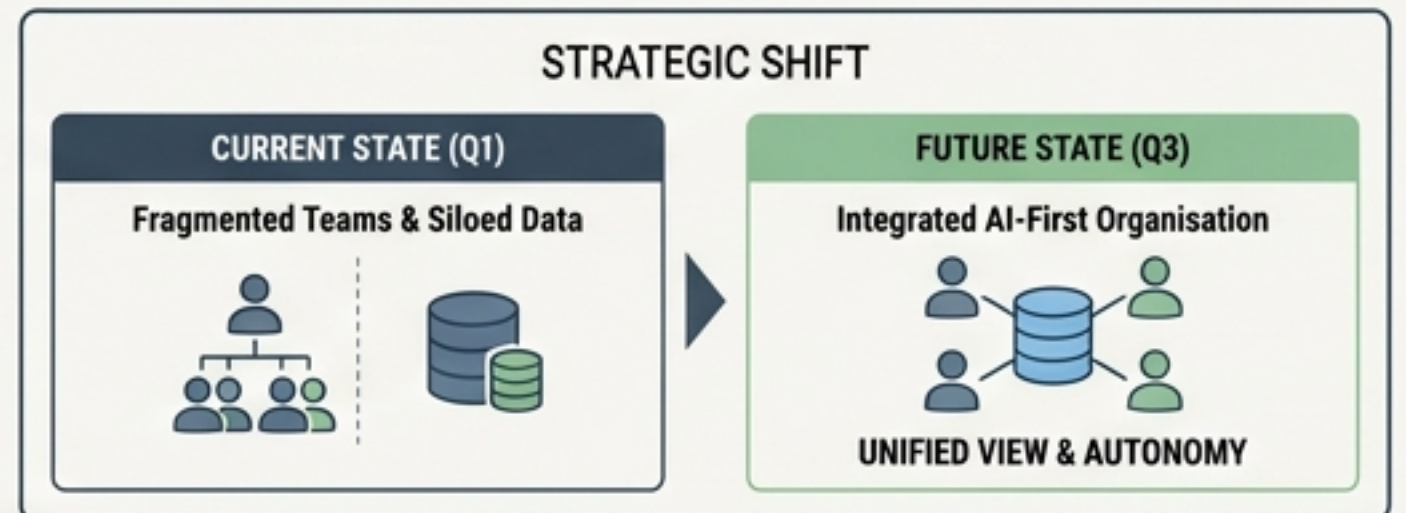 STRATEGIC SHIFT
CURRENT STATE (Q1)
Fragmented Teams & Siloed Data
FUTURE STATE (Q3)
Integrated AI-First Organisation
UNIFIED VIEW & AUTONOMY